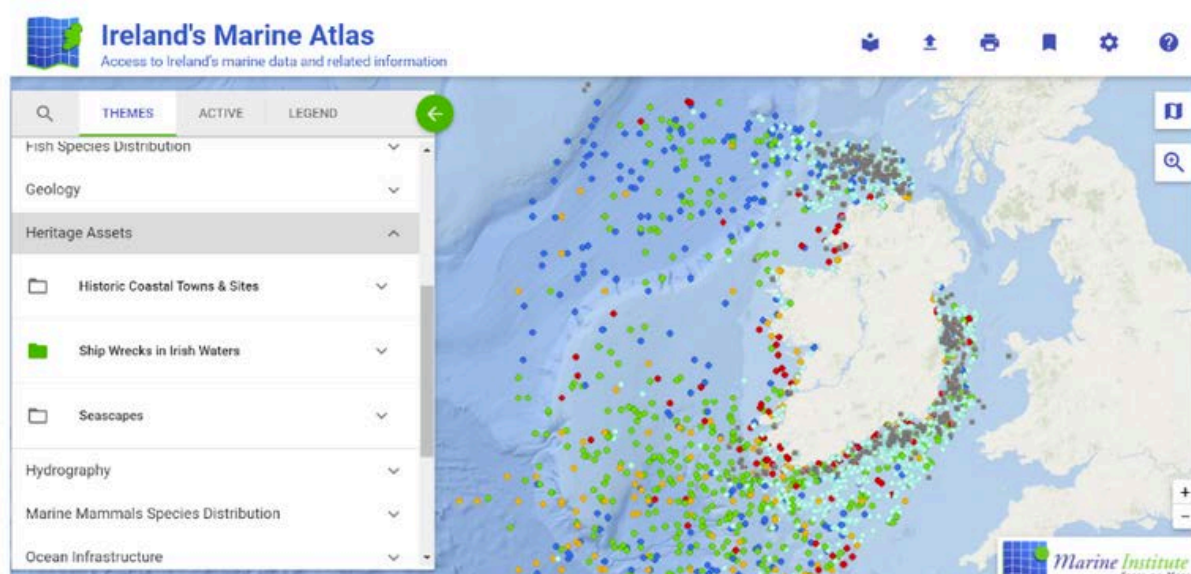 Ireland's Marine Atlas
Access to Ireland's marine data and related information
THEMES
ACTIVE
LEGEND
Fish Species Distribution
Geology
Heritage Assets
Historic Coastal Towns & Sites
Ship Wrecks in Irish Waters
Seascapes
Hydrography
Marine Mammals Species Distribution
Ocean Infrastructure
+
−
Marine Institute